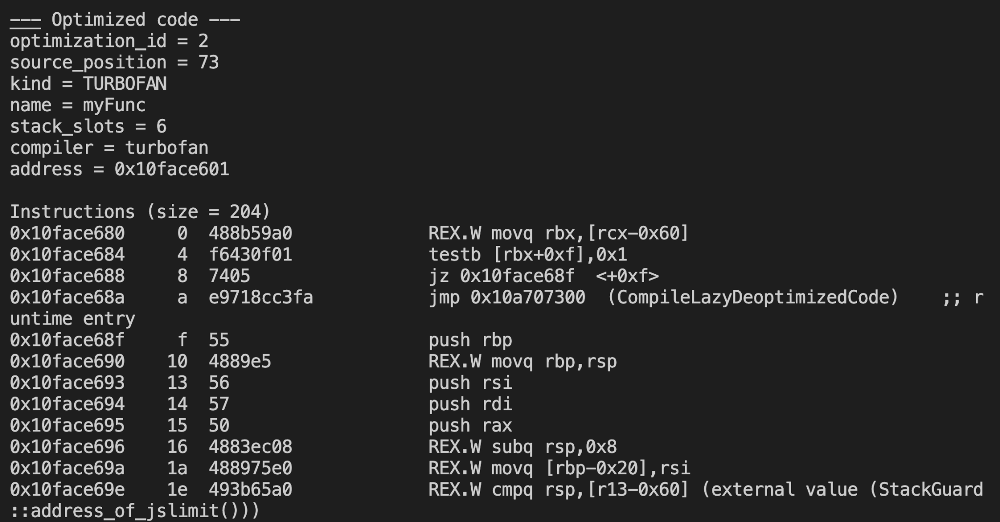 --- Optimized code ---
optimization_id = 2
source_position = 73
kind = TURBOFAN
name = myFunc
stack_slots = 6
compiler = turbofan
address = 0x10face601
Instructions (size = 204)
0x10face680     0  488b59a0             REX.W movq rbx,[rcx-0x60]
0x10face684     4  f6430f01             testb [rbx+0xf],0x1
0x10face688     8  7405                 jz 0x10face68f  <+0xf>
0x10face68a     a  e9718cc3fa           jmp 0x10a707300  (CompileLazyDeoptimizedCode)    ;; r
untime entry
0x10face68f     f  55                   push rbp
0x10face690    10  4889e5               REX.W movq rbp,rsp
0x10face693    13  56                   push rsi
0x10face694    14  57                   push rdi
0x10face695    15  50                   push rax
0x10face696    16  4883ec08             REX.W subq rsp,0x8
0x10face69a    1a  488975e0             REX.W movq [rbp-0x20],rsi
0x10face69e    1e  493b65a0             REX.W cmpq rsp,[r13-0x60] (external value (StackGuard
::address_of_jslimit()))